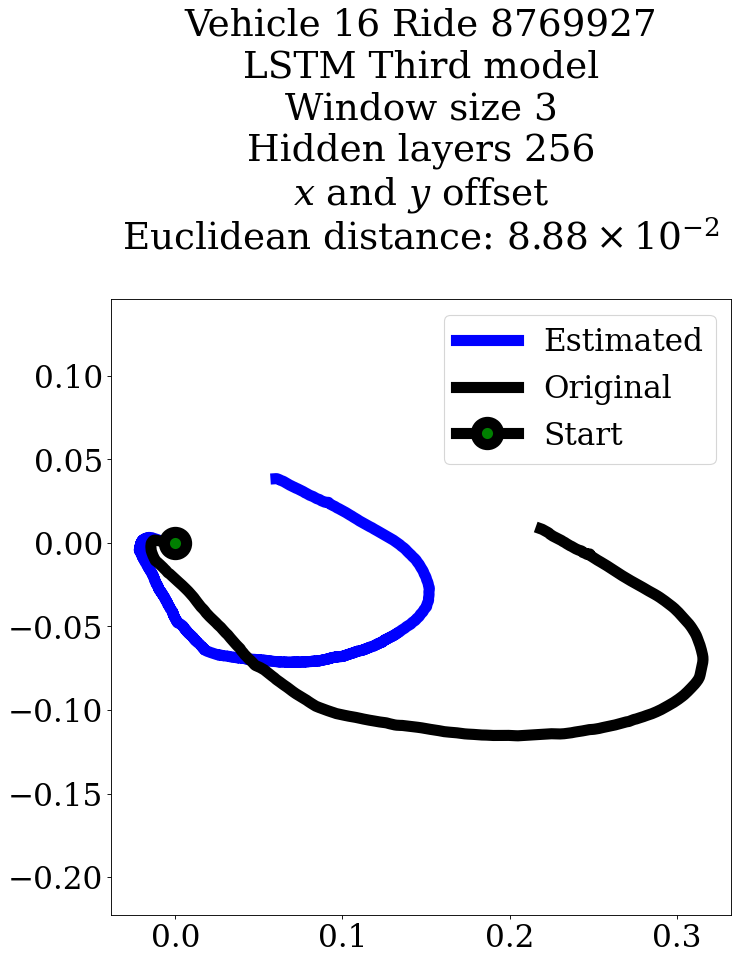 Vehicle 16 Ride 8769927
LSTM Third model
Window size 3
Hidden layers 256
x and y offset
Euclidean distance: 8.88 × 10⁻²
Estimated
Original
Start
0.10
0.05
0.00
−0.05
−0.10
−0.15
−0.20
0.0 0.1 0.2 0.3